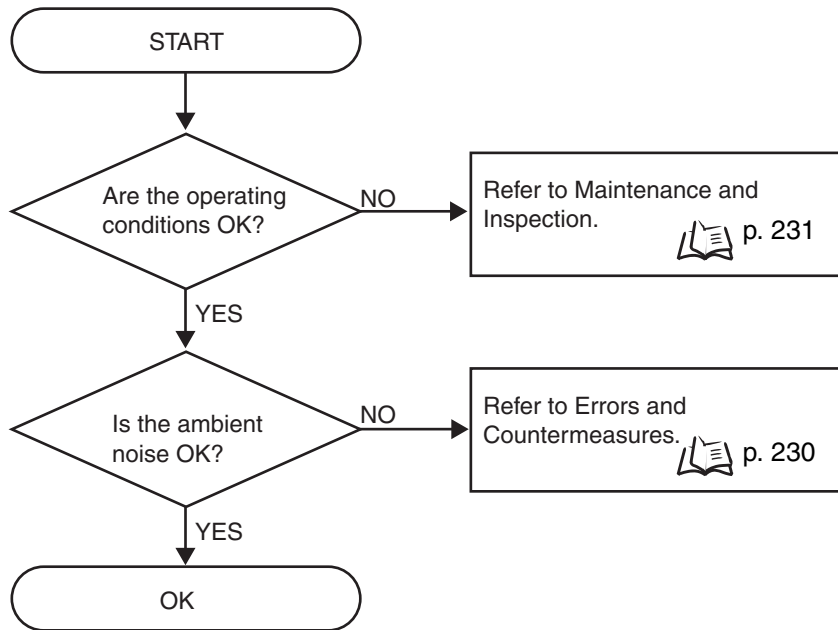 START
Are the operating
conditions OK?
NO
Refer to Maintenance and
Inspection.
p. 231
YES
Is the ambient
noise OK?
NO
Refer to Errors and
Countermeasures.
p. 230
YES
OK